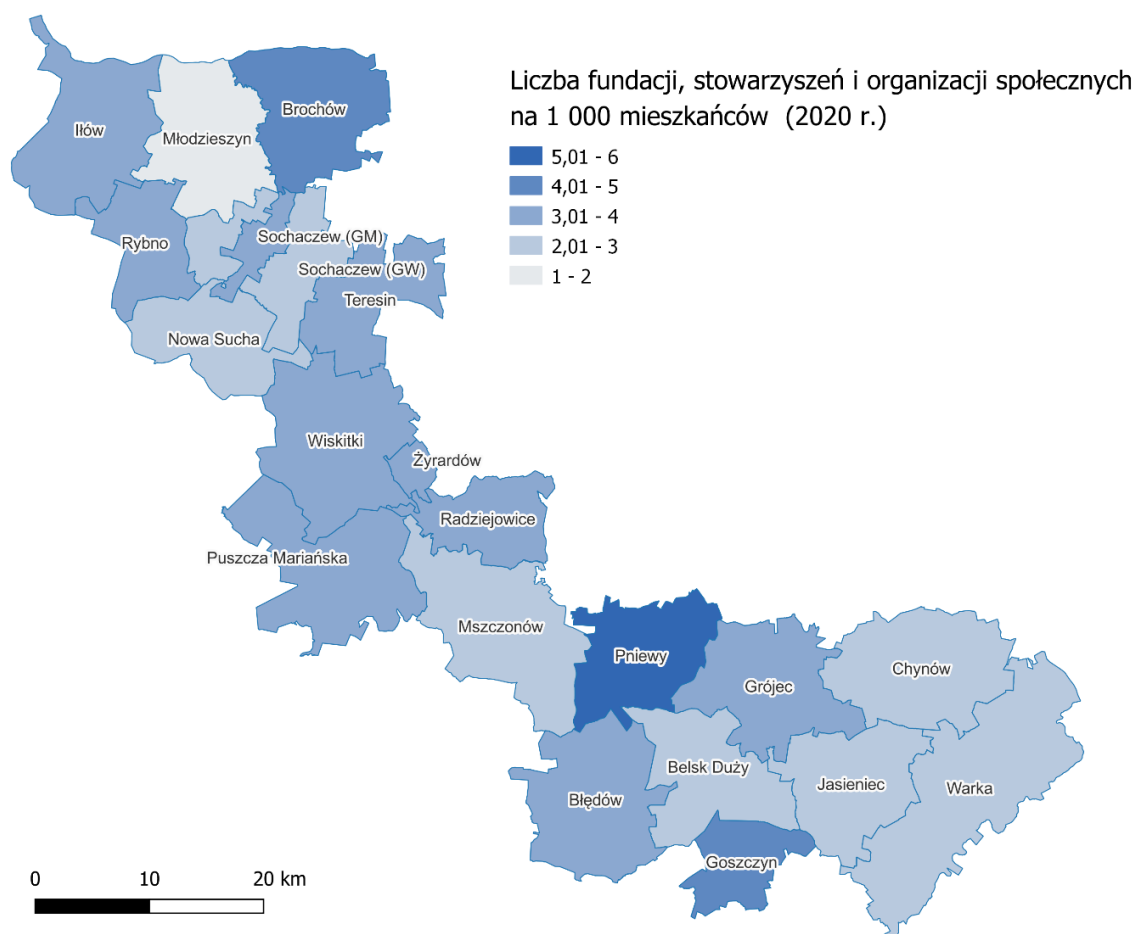 Liczba fundacji, stowarzyszeń i organizacji społecznych
na 1 000 mieszkańców (2020 r.)
5,01 - 6
4,01 - 5
3,01 - 4
2,01 - 3
1 - 2
Iłów
Młodzieszyn
Brochów
Rybno
Sochaczew (GM)
Sochaczew (GW)
Teresin
Nowa Sucha
Wiskitki
Żyrardów
Radziejowice
Puszcza Mariańska
Mszczonów
Pniewy
Grójec
Chynów
Belsk Duży
Jasieniec
Warka
Błędów
Goszczyn
0 10 20 km